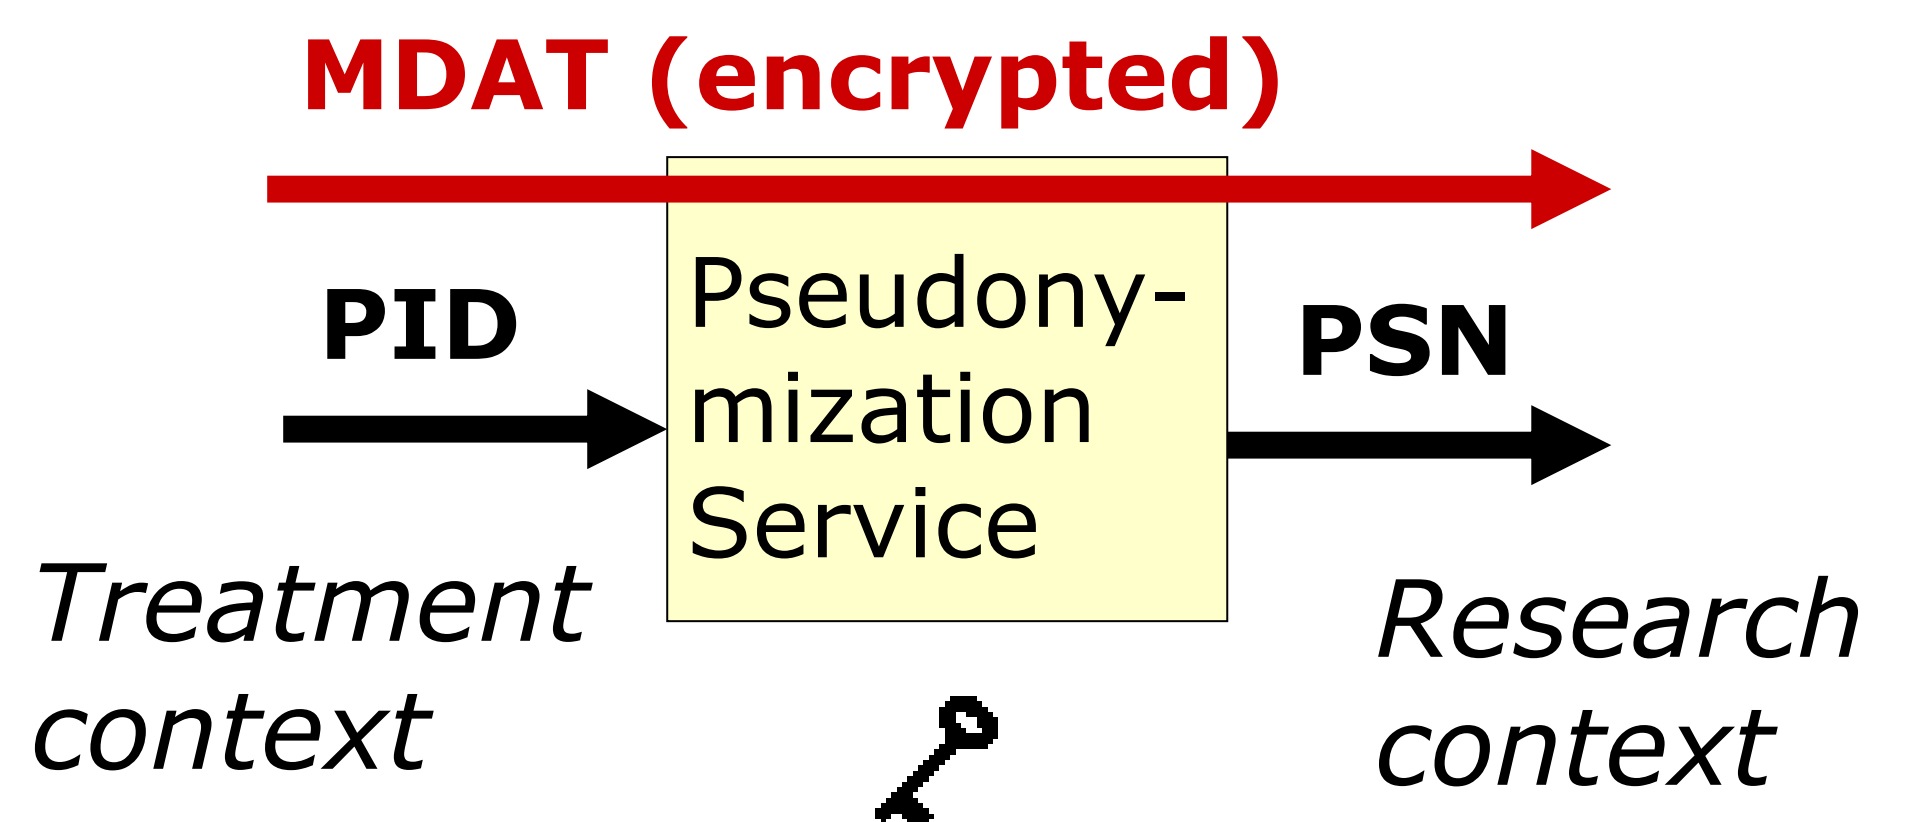 MDAT (encrypted)
PID
Pseudony-
mization
Service
PSN
Treatment
context
Research
context